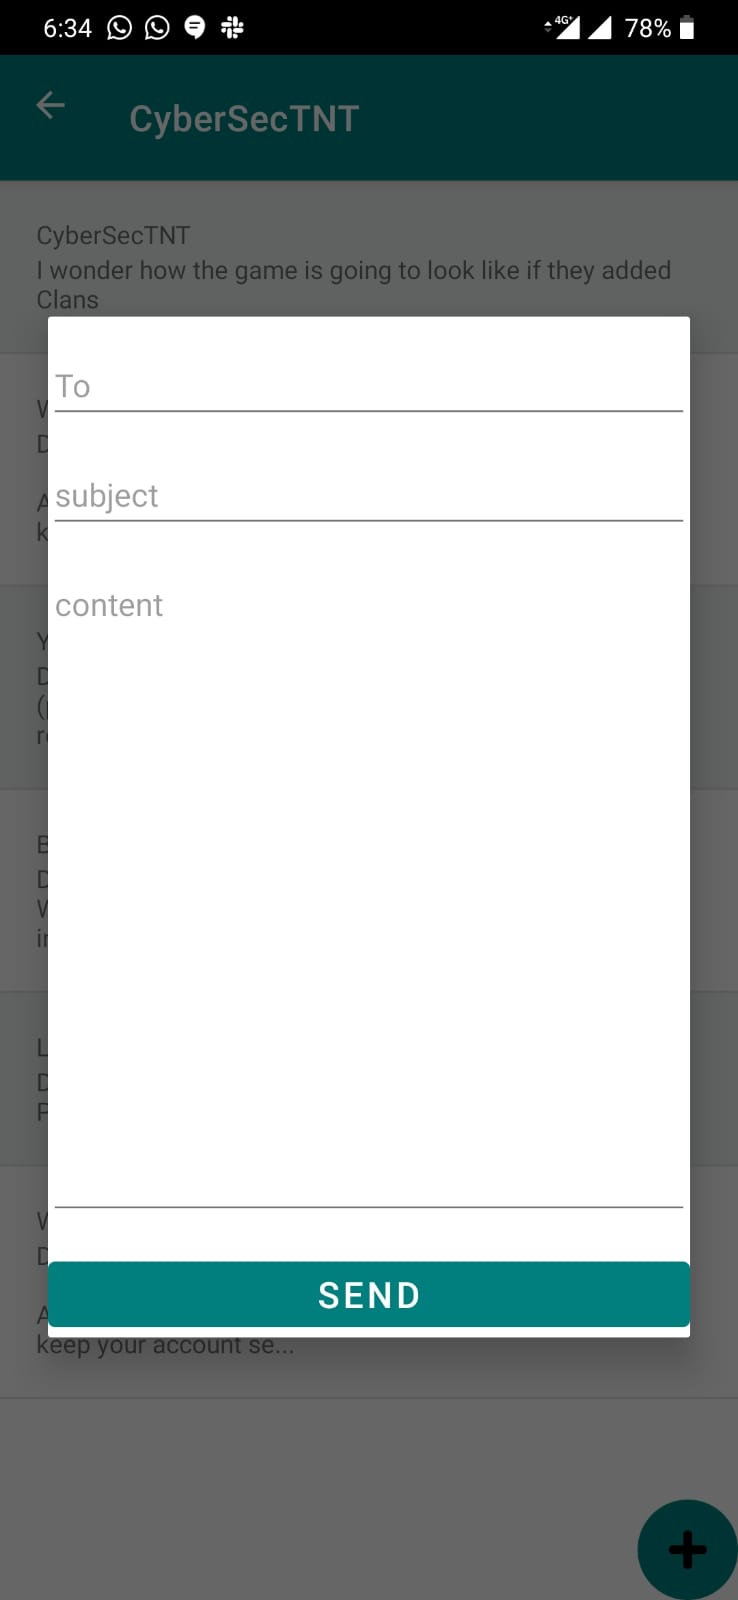 6:34
4G+
78%
CyberSecTNT
CyberSecTNT
I wonder how the game is going to look like if they added
Clans
To
subject
content
SEND
keep your account se...